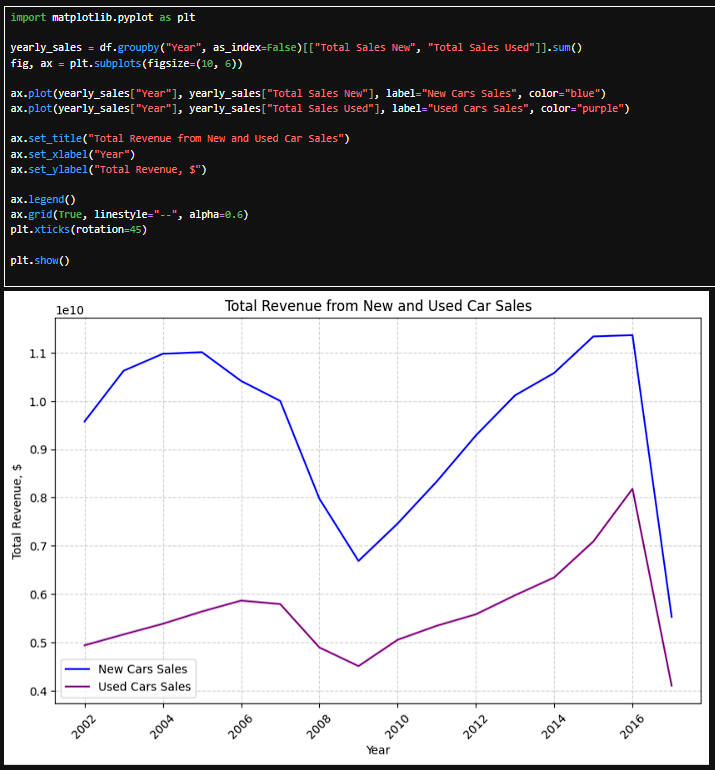 import matplotlib.pyplot as plt
yearly_sales = df.groupby("Year", as_index=False)[["Total Sales New", "Total Sales Used"]].sum()
fig, ax = plt.subplots(figsize=(10, 6))
ax.plot(yearly_sales["Year"], yearly_sales["Total Sales New"], label="New Cars Sales", color="blue")
ax.plot(yearly_sales["Year"], yearly_sales["Total Sales Used"], label="Used Cars Sales", color="purple")
ax.set_title("Total Revenue from New and Used Car Sales")
ax.set_xlabel("Year")
ax.set_ylabel("Total Revenue, $")
ax.legend()
ax.grid(True, linestyle="--", alpha=0.6)
plt.xticks(rotation=45)
plt.show()
1e10
Total Revenue from New and Used Car Sales
Total Revenue, $
1.1
1.0
0.9
0.8
0.7
0.6
0.5
0.4
New Cars Sales
Used Cars Sales
2002
2004
2006
2008
2010
2012
2014
2016
Year